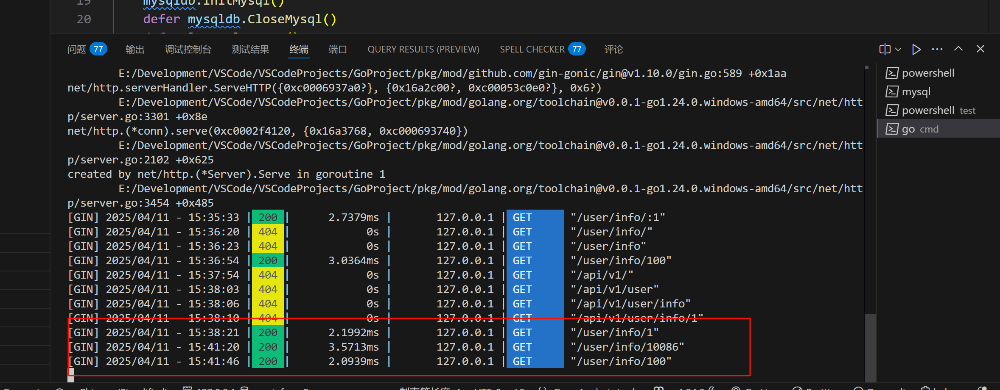 19 mysqldb.InitMysql()
20 defer mysqldb.CloseMysql()
问题 77 输出 调试控制台 测试结果 终端 端口 QUERY RESULTS (PREVIEW) SPELL CHECKER 77 评论
E:/Development/VSCode/VSCodeProjects/GoProject/pkg/mod/github.com/gin-gonic/gin@v1.10.0/gin.go:589 +0x1aa
net/http.serverHandler.ServeHTTP({0xc0006937a0?}, {0x16a2c00?, 0xc00053c0e0?}, 0x6?)
E:/Development/VSCode/VSCodeProjects/GoProject/pkg/mod/golang.org/toolchain@v0.0.1-go1.24.0.windows-amd64/src/net/htt
p/server.go:3301 +0x8e
net/http.(*conn).serve(0xc0002f4120, {0x16a3768, 0xc000693740})
E:/Development/VSCode/VSCodeProjects/GoProject/pkg/mod/golang.org/toolchain@v0.0.1-go1.24.0.windows-amd64/src/net/htt
p/server.go:2102 +0x625
created by net/http.(*Server).Serve in goroutine 1
E:/Development/VSCode/VSCodeProjects/GoProject/pkg/mod/golang.org/toolchain@v0.0.1-go1.24.0.windows-amd64/src/net/htt
p/server.go:3454 +0x485
[GIN] 2025/04/11 - 15:35:33 | 200 | 2.7379ms | 127.0.0.1 | GET "/user/info/:1"
[GIN] 2025/04/11 - 15:36:20 | 404 | 0s | 127.0.0.1 | GET "/user/info/"
[GIN] 2025/04/11 - 15:36:23 | 404 | 0s | 127.0.0.1 | GET "/user/info"
[GIN] 2025/04/11 - 15:36:54 | 200 | 3.0364ms | 127.0.0.1 | GET "/user/info/100"
[GIN] 2025/04/11 - 15:37:54 | 404 | 0s | 127.0.0.1 | GET "/api/v1/"
[GIN] 2025/04/11 - 15:38:03 | 404 | 0s | 127.0.0.1 | GET "/api/v1/user"
[GIN] 2025/04/11 - 15:38:06 | 404 | 0s | 127.0.0.1 | GET "/api/v1/user/info"
[GIN] 2025/04/11 - 15:38:10 | 404 | 0s | 127.0.0.1 | GET "/api/v1/user/info/1"
[GIN] 2025/04/11 - 15:38:21 | 200 | 2.1992ms | 127.0.0.1 | GET "/user/info/1"
[GIN] 2025/04/11 - 15:41:20 | 200 | 3.5713ms | 127.0.0.1 | GET "/user/info/10086"
[GIN] 2025/04/11 - 15:41:46 | 200 | 2.0939ms | 127.0.0.1 | GET "/user/info/100"
powershell
mysql
powershell test
go cmd